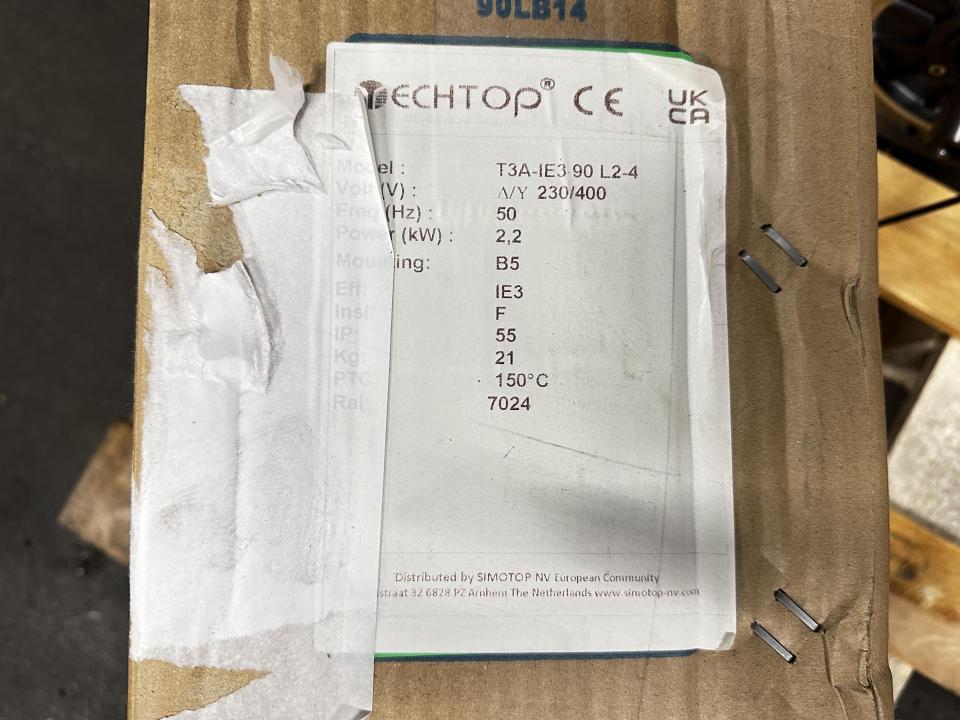 90LB14
TECHTOP® CE UK CA
Model : T3A-IE3 90 L2-4
Volt (V) : Δ/Y 230/400
Freq (Hz) : 50
Power (kW) : 2,2
Mounting: B5
Eff: IE3
Insl: F
IP: 55
Kg: 21
PTC: 150°C
Ral: 7024
Distributed by SIMOTOP NV European Community
straat 32 6828 PZ Arnhem The Netherlands www.simotop-nv.com